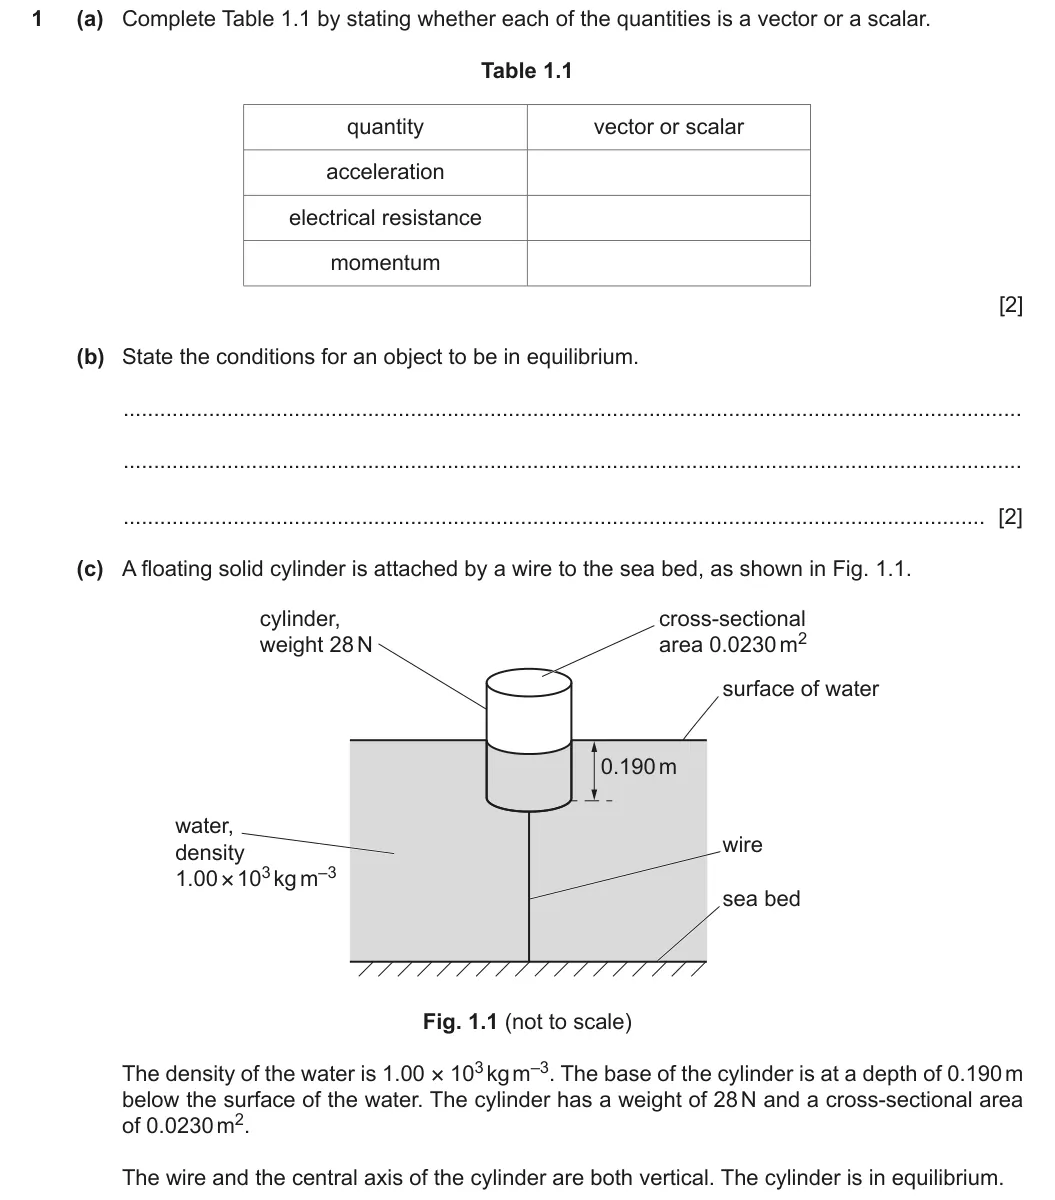 1 (a) Complete Table 1.1 by stating whether each of the quantities is a vector or a scalar.
Table 1.1
quantity vector or scalar
acceleration
electrical resistance
momentum
[2]
(b) State the conditions for an object to be in equilibrium.
..........................................................................................................................................................
..........................................................................................................................................................
.................................................................................................................................................... [2]
(c) A floating solid cylinder is attached by a wire to the sea bed, as shown in Fig. 1.1.
cylinder,
weight 28 N
cross-sectional
area 0.0230 m²
surface of water
0.190 m
water,
density
1.00 × 10³ kg m⁻³
wire
sea bed
Fig. 1.1 (not to scale)
The density of the water is 1.00 × 10³ kg m⁻³. The base of the cylinder is at a depth of 0.190 m
below the surface of the water. The cylinder has a weight of 28 N and a cross-sectional area
of 0.0230 m².
The wire and the central axis of the cylinder are both vertical. The cylinder is in equilibrium.